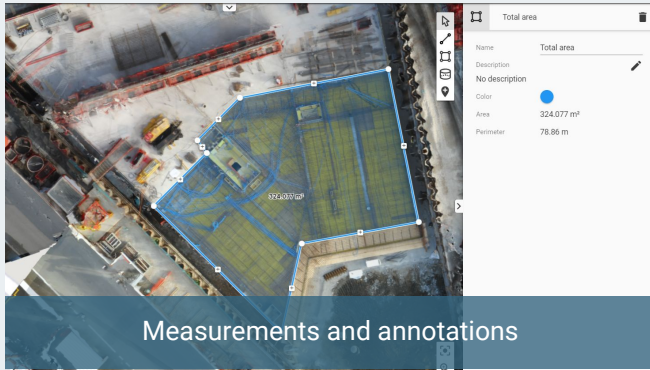 Total area
Name Total area
Description
No description
Color
Area 324.077 m²
Perimeter 78.86 m
324.077 m²
Measurements and annotations